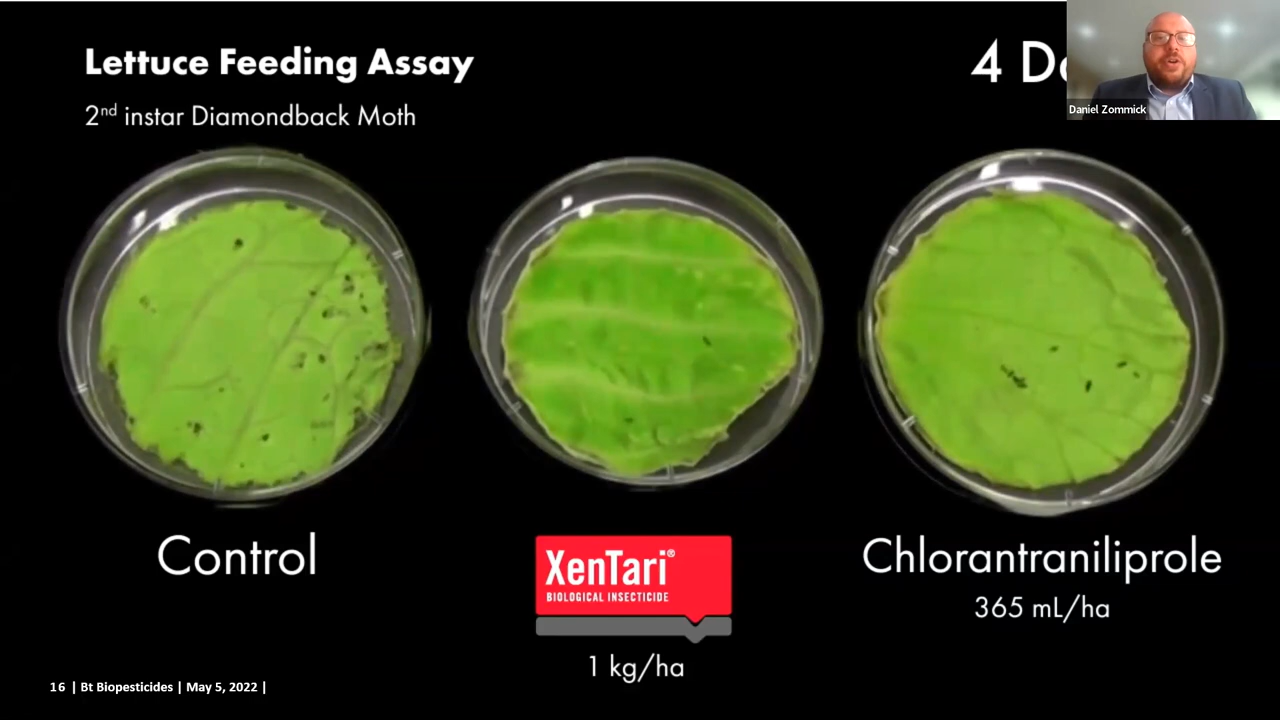 Lettuce Feeding Assay
2nd instar Diamondback Moth
4
Daniel Zommick
Control
XenTari®
BIOLOGICAL INSECTICIDE
1 kg/ha
Chlorantraniliprole
365 mL/ha
16 | Bt Biopesticides | May 5, 2022 |